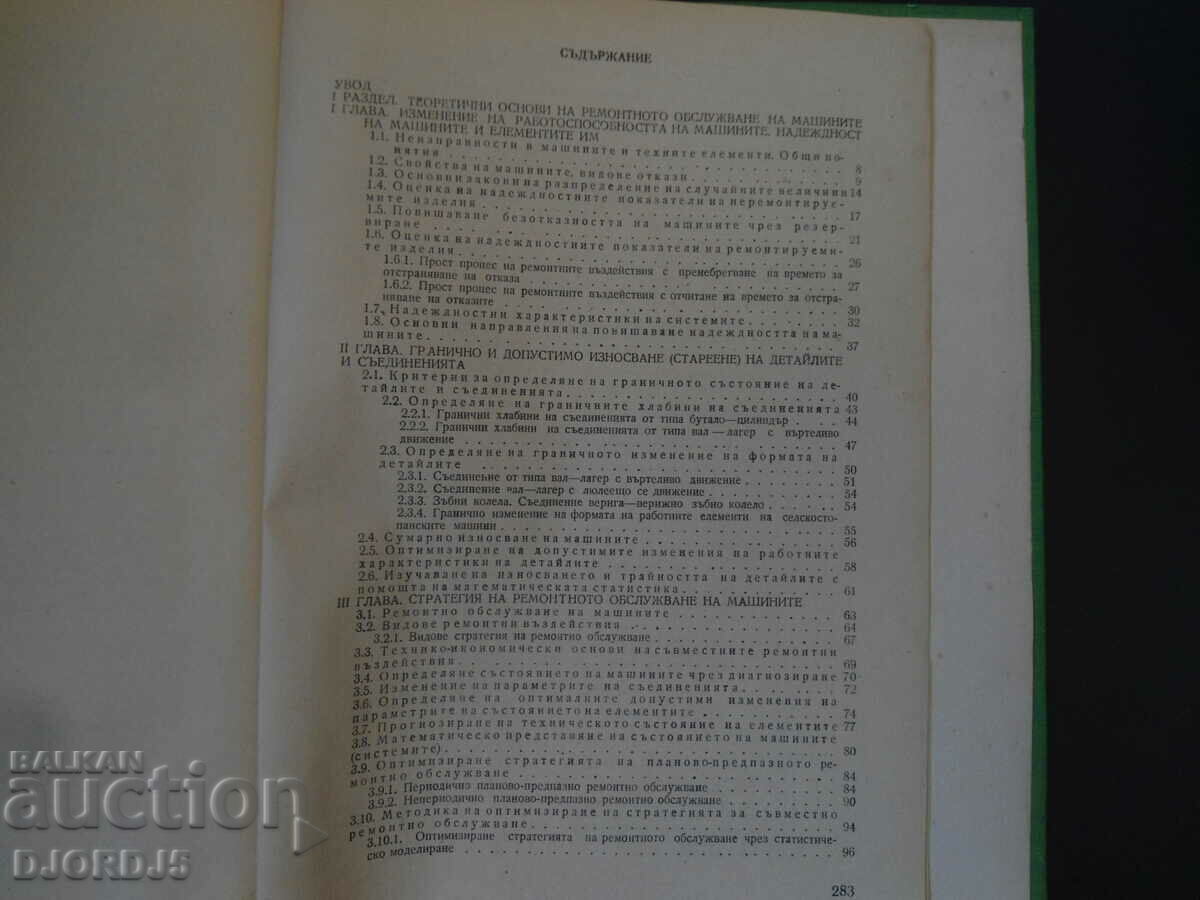 СЪДЪРЖАНИЕ
УВОД
I РАЗДЕЛ. ТЕОРЕТИЧНИ ОСНОВИ НА РЕМОНТНОТО ОБСЛУЖВАНЕ НА МАШИНИТЕ
I ГЛАВА. ИЗМЕНЕНИЕ НА РАБОТОСПОСОБНОСТТА НА МАШИНИТЕ. НАДЕЖДНОСТ
НА МАШИНИТЕ И ЕЛЕМЕНТИТЕ ИМ
1.1. Неизправности в машините и техните елементи. Общи по-
нятия . . . 8
1.2. Свойства на машините, видове откази . . . 9
1.3. Основни закони на разпределение на случайните величини 14
1.4. Оценка на надеждностните показатели на неремонтируе-
мите изделия . . . 17
1.5. Повишаване безотказността на машините чрез резер-
виране . . . 21
1.6. Оценка на надеждностните показатели на ремонтируеми-
те изделия . . . 26
1.6.1. Прост процес на ремонтните въздействия с пренебрегване на времето за
отстраняване на отказа . . . 27
1.6.2. Прост процес на ремонтните въздействия с отчитане на времето за отстра-
няване на отказите . . . 30
1.7. Надеждностни характеристики на системите . . . 32
1.8. Основни направления на повишаване надеждността на ма-
шините . . . 37
II ГЛАВА. ГРАНИЧНО И ДОПУСТИМО ИЗНОСВАНЕ (СТАРЕЕНЕ) НА ДЕТАЙЛИТЕ
И СЪЕДИНЕНИЯТА
2.1. Критерии за определяне на граничното състояние на де-
тайлите и съединенията . . . 40
2.2. Определяне на граничните хлабини на съединенията 43
2.2.1. Гранични хлабини на съединенията от типа бутало—цилиндър . . . 44
2.2.2. Гранични хлабини на съединенията от типа вал—лагер с въртеливо
движение . . . 47
2.3. Определяне на граничното изменение на формата на
детайлите . . . 50
2.3.1. Съединение от типа вал—лагер с въртеливо движение . . . 51
2.3.2. Съединение вал—лагер с люлеещо се движение . . . 54
2.3.3. Зъбни колела. Съединение верига—верижно зъбно колело . . . 54
2.3.4. Гранично изменение на формата на работните елементи на селскосто-
панските машини . . . 55
2.4. Сумарно износване на машините . . . 56
2.5. Оптимизиране на допустимите изменения на работните
характеристики на детайлите . . . 58
2.6. Изучаване на износването и трайността на детайлите с
помощта на математическата статистика . . . 61
III ГЛАВА. СТРАТЕГИЯ НА РЕМОНТНОТО ОБСЛУЖВАНЕ НА МАШИНИТЕ
3.1. Ремонтно обслужване на машините . . . 63
3.2. Видове ремонтни въздействия . . . 64
3.2.1. Видове стратегия на ремонтно обслужване . . . 67
3.3. Технико-икономически основи на съвместните ремонтни
въздействия . . . 69
3.4. Определяне състоянието на машините чрез диагнозиране 70
3.5. Изменение на параметрите на съединенията . . . 72
3.6. Определяне на оптималните допустими изменения на
параметрите на състоянието на елементите . . . 74
3.7. Прогнозиране на техническото състояние на елементите 77
3.8. Математическо представяне на състоянието на машините
(системите) . . . 80
3.9. Оптимизиране стратегията на планово-предпазното ре-
монтно обслужване . . . 84
3.9.1. Периодично планово-предпазно ремонтно обслужване . . . 84
3.9.2. Непериодично планово-предпазно ремонтно обслужване . . . 90
3.10. Методика на оптимизиране на стратегията за съвместно
ремонтно обслужване . . . 94
3.10.1. Оптимизиране стратегията на ремонтното обслужване чрез статистиче-
ско моделиране . . . 96
283
BALKAN
auction
DJORDJ5